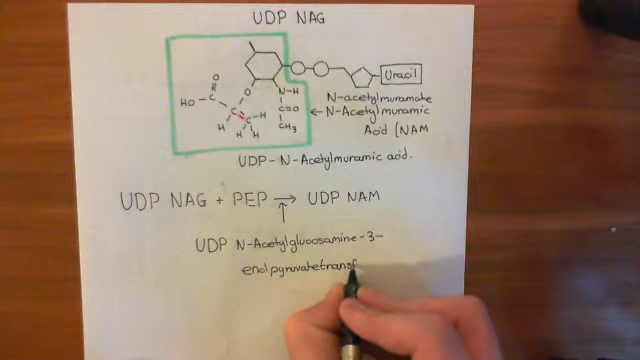 UDP NAG
Uracil
O
HO-C
O
C
H
C-H
H H
N-H
C=O
CH3
N-acetylmuramate
← N-Acetylmuramic
Acid (NAM
UDP-N-Acetylmuramic acid.
UDP NAG + PEP → UDP NAM
↑
UDP N-Acetylglucosamine-3-
enolpyruvatetransf